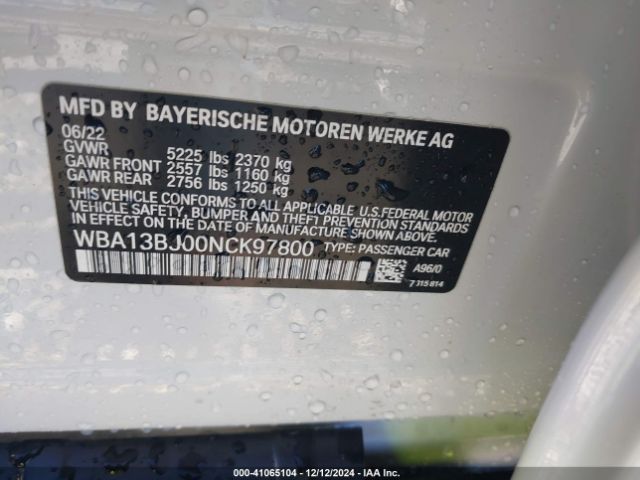 MFD BY BAYERISCHE MOTOREN WERKE AG
06/22
GVWR 5225 lbs 2370 kg
GAWR FRONT 2557 lbs 1160 kg
GAWR REAR 2756 lbs 1250 kg
THIS VEHICLE CONFORMS TO ALL APPLICABLE U.S.FEDERAL MOTOR
VEHICLE SAFETY, BUMPER AND THEFT PREVENTION STANDARDS
IN EFFECT ON THE DATE OF MANUFACTURE SHOWN ABOVE.
WBA13BJ00NCK97800 TYPE: PASSENGER CAR
A96/0
7 315 814
000-41065104 - 12/12/2024 - IAA Inc.